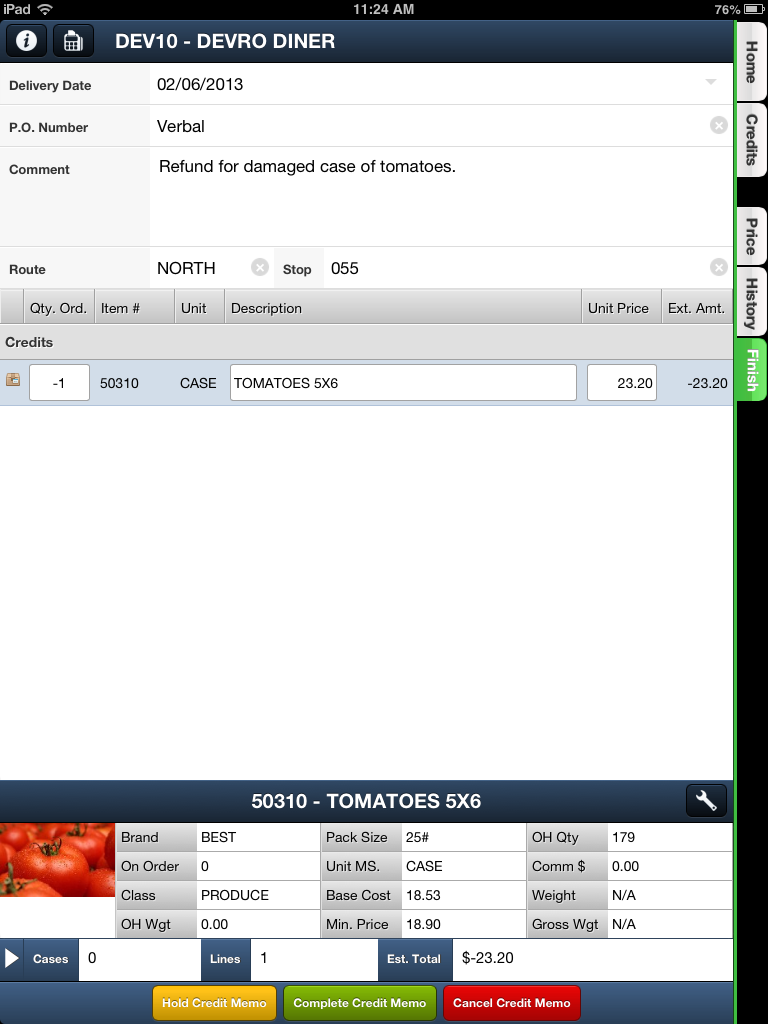 iPad 11:24 AM 76%
DEV10 - DEVRO DINER
Home
Credits
Price
History
Finish
Delivery Date 02/06/2013
P.O. Number Verbal
Comment Refund for damaged case of tomatoes.
Route NORTH Stop 055
Qty. Ord. Item # Unit Description Unit Price Ext. Amt.
Credits
-1 50310 CASE TOMATOES 5X6 23.20 -23.20
50310 - TOMATOES 5X6
Brand BEST Pack Size 25# OH Qty 179
On Order 0 Unit MS. CASE Comm $ 0.00
Class PRODUCE Base Cost 18.53 Weight N/A
OH Wgt 0.00 Min. Price 18.90 Gross Wgt N/A
Cases 0 Lines 1 Est. Total $-23.20
Hold Credit Memo Complete Credit Memo Cancel Credit Memo